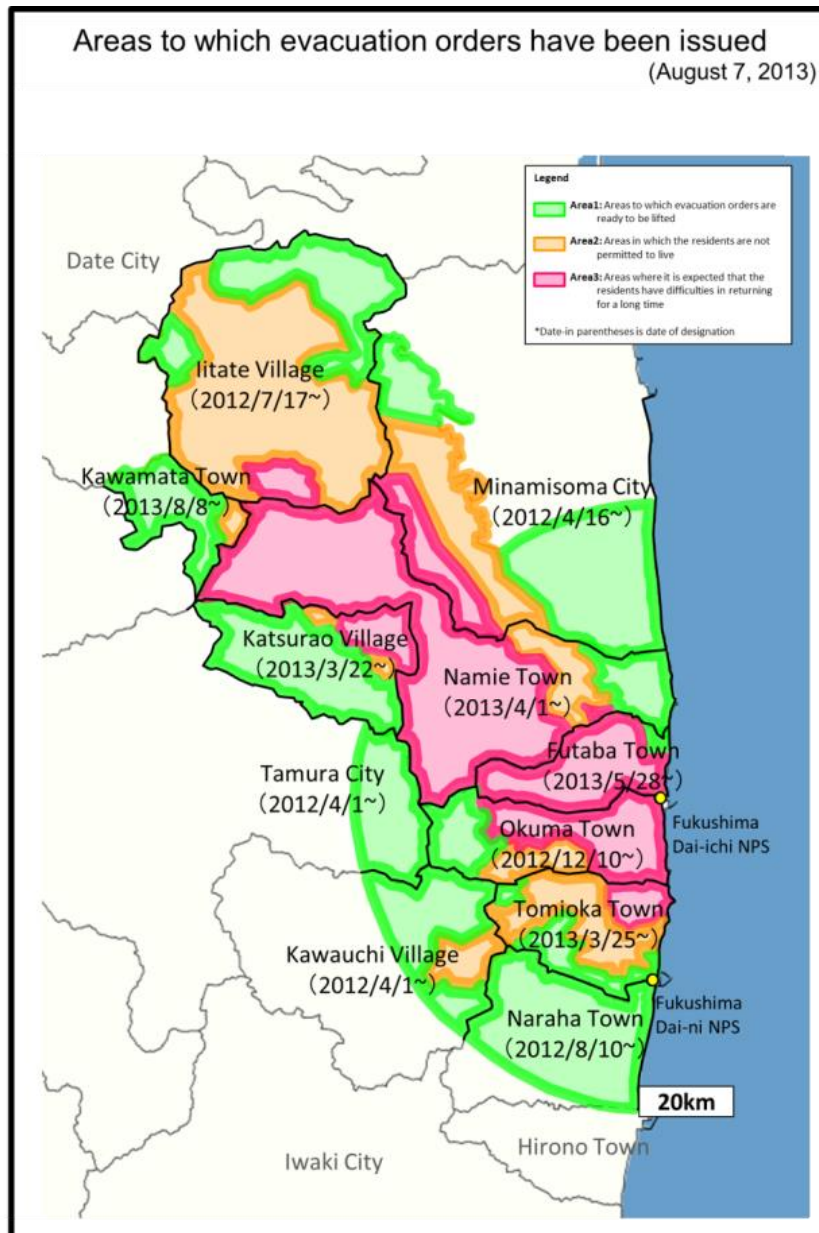 Areas to which evacuation orders have been issued
(August 7, 2013)
Legend
Area1: Areas to which evacuation orders are
ready to be lifted
Area2: Areas in which the residents are not
permitted to live
Area3: Areas where it is expected that the
residents have difficulties in returning
for a long time
*Date-in parentheses is date of designation
Date City
Iitate Village
(2012/7/17~)
Kawamata Town
(2013/8/8~)
Minamisoma City
(2012/4/16~)
Katsurao Village
(2013/3/22~)
Namie Town
(2013/4/1~)
Futaba Town
(2013/5/28~)
Tamura City
(2012/4/1~)
Okuma Town
(2012/12/10~)
Fukushima
Dai-ichi NPS
Tomioka Town
(2013/3/25~)
Kawauchi Village
(2012/4/1~)
Fukushima
Dai-ni NPS
Naraha Town
(2012/8/10~)
20km
Hirono Town
Iwaki City